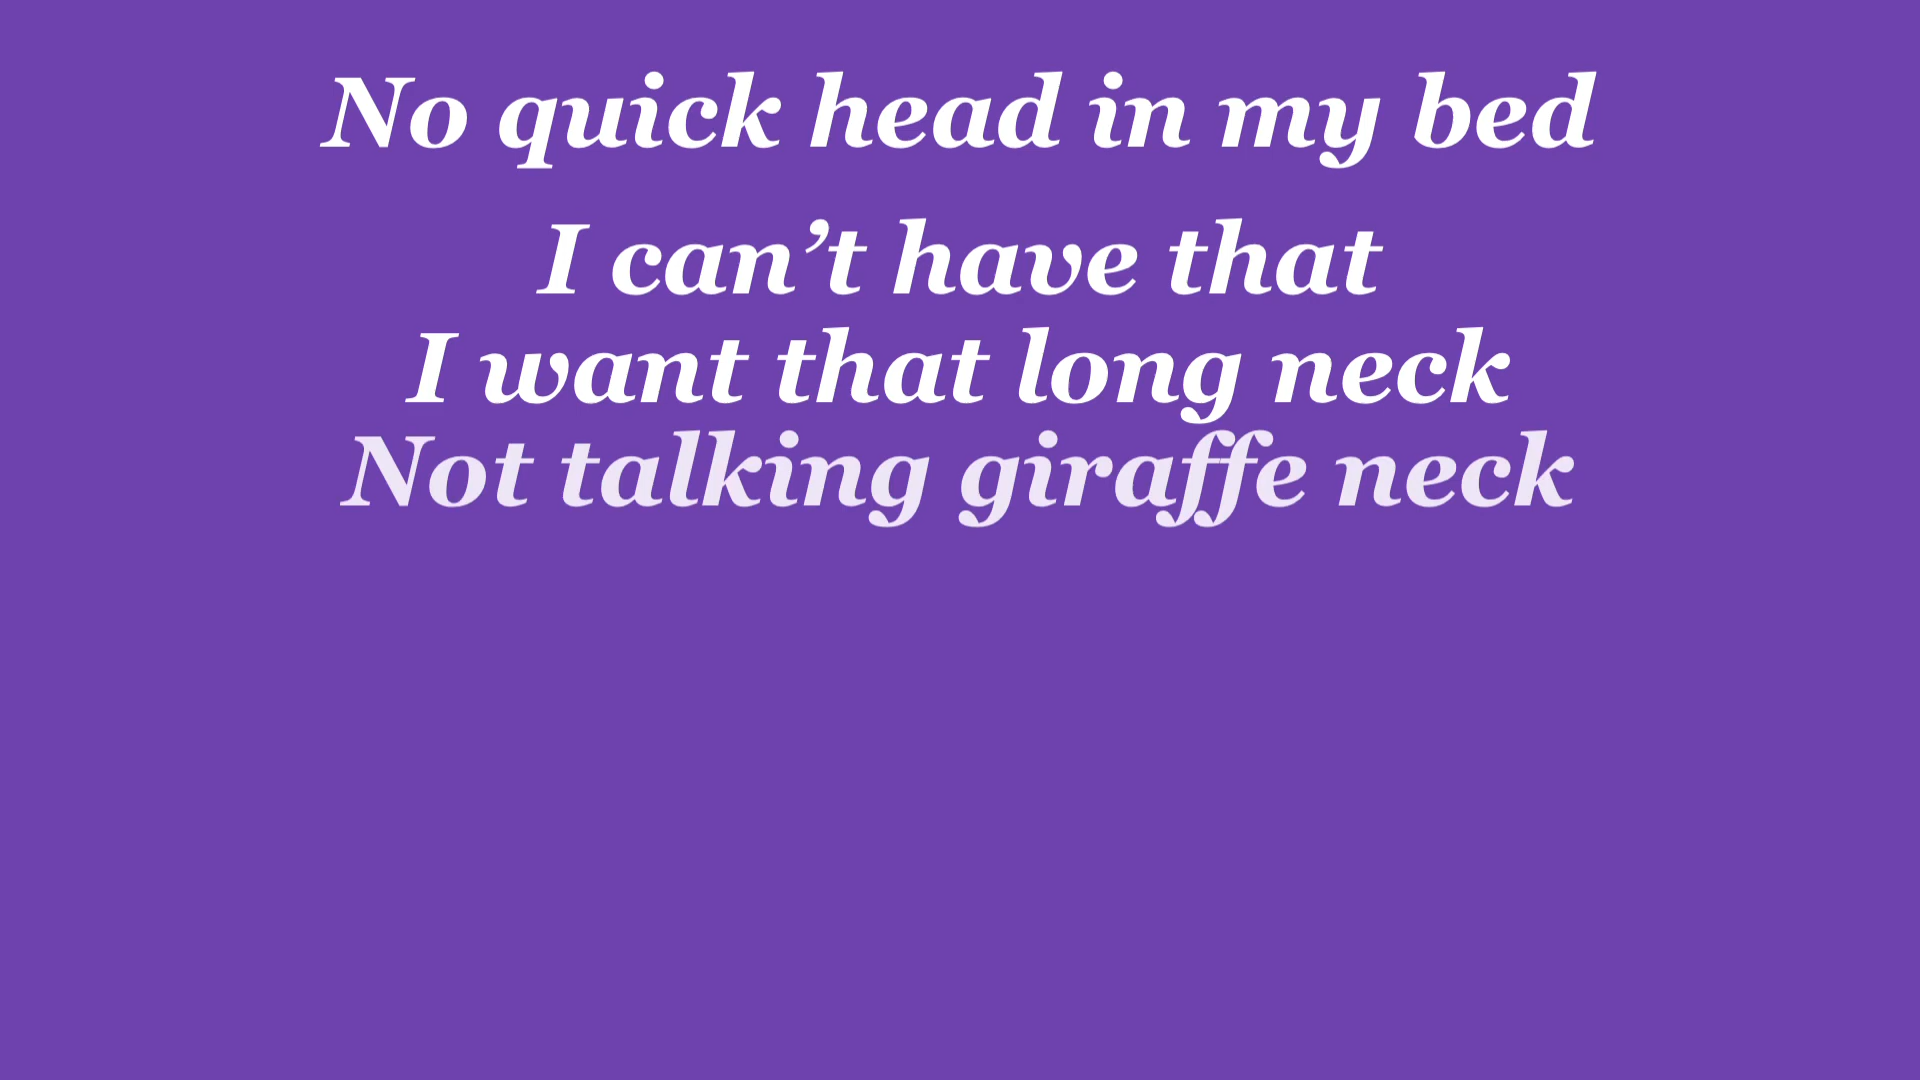 No quick head in my bed
I can’t have that
I want that long neck
Not talking giraffe neck